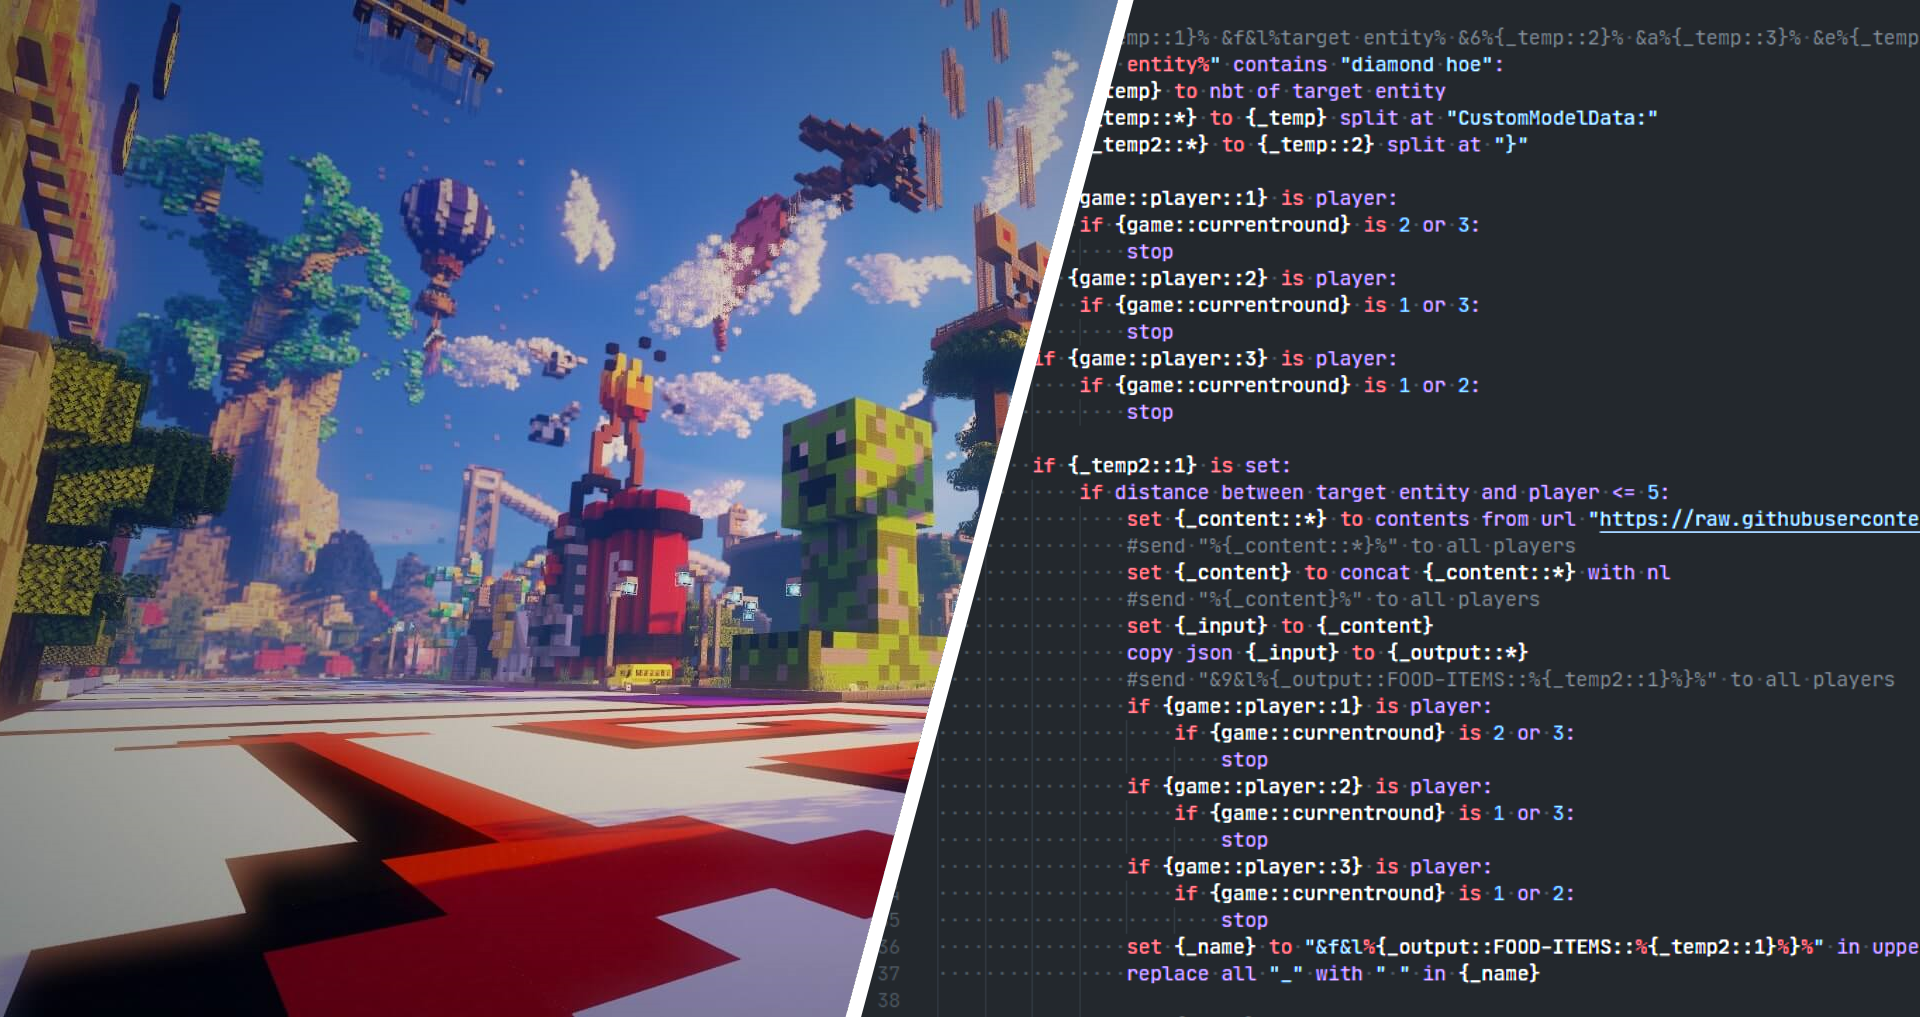 mp::1}% &f&l%target entity% &6%{_temp::2}% &a%{_temp::3}% &e%{_temp
entity%" contains "diamond hoe":
temp} to nbt of target entity
_temp::*} to {_temp} split at "CustomModelData:"
_temp2::*} to {_temp::2} split at "}"
game::player::1} is player:
if {game::currentround} is 2 or 3:
stop
{game::player::2} is player:
if {game::currentround} is 1 or 3:
stop
if {game::player::3} is player:
if {game::currentround} is 1 or 2:
stop
if {_temp2::1} is set:
if distance between target entity and player <= 5:
set {_content::*} to contents from url "https://raw.githubuserconte
#send "%{_content::*}%" to all players
set {_content} to concat {_content::*} with nl
#send "%{_content}%" to all players
set {_input} to {_content}
copy json {_input} to {_output::*}
#send "&9&l%{_output::FOOD-ITEMS::%{_temp2::1}%}%" to all players
if {game::player::1} is player:
if {game::currentround} is 2 or 3:
stop
if {game::player::2} is player:
if {game::currentround} is 1 or 3:
stop
if {game::player::3} is player:
if {game::currentround} is 1 or 2:
5 stop
36 set {_name} to "&f&l%{_output::FOOD-ITEMS::%{_temp2::1}%}%" in uppe
37 replace all "_" with " " in {_name}
38